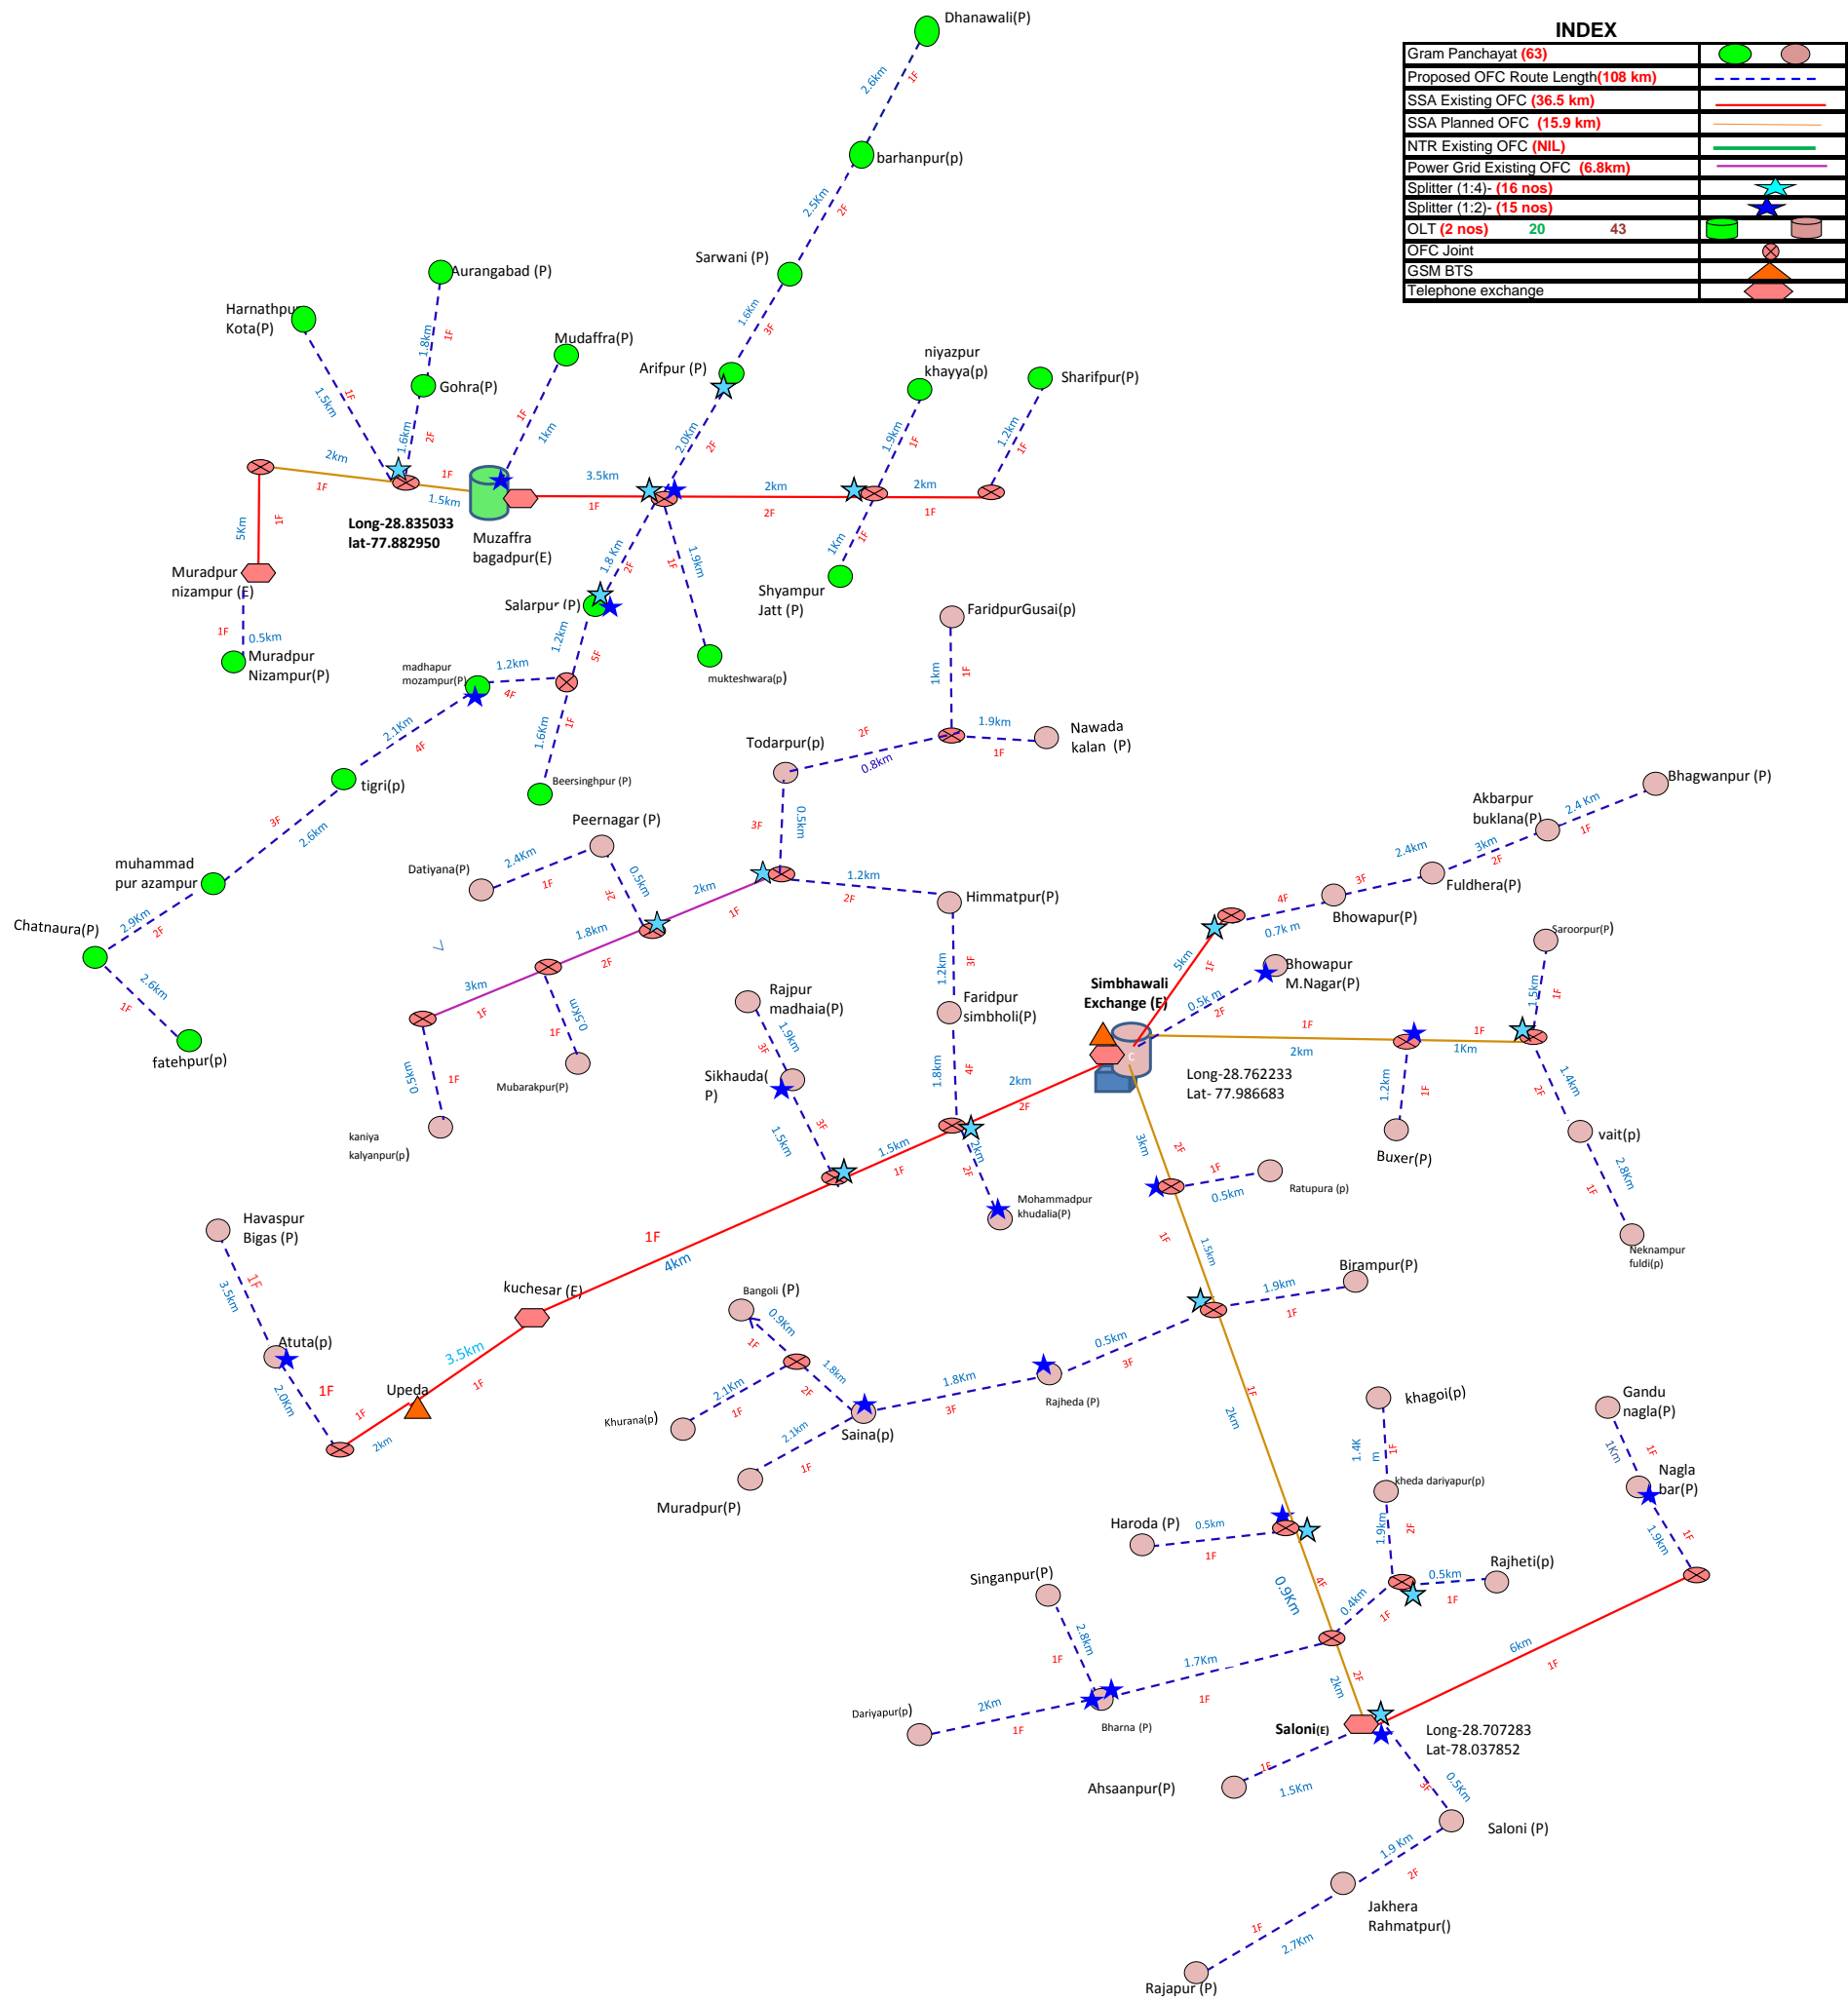 INDEX
Gram Panchayat (63)
Proposed OFC Route Length(108 km)
SSA Existing OFC (36.5 km)
SSA Planned OFC (15.9 km)
NTR Existing OFC (NIL)
Power Grid Existing OFC (6.8km)
Splitter (1:4)- (16 nos)
Splitter (1:2)- (15 nos)
OLT (2 nos) 20 43
OFC Joint
GSM BTS
Telephone exchange
Dhanawali(P)
2.6km
1F
barhanpur(p)
2.5Km
2F
Sarwani (P)
1.6Km
3F
Arifpur (P)
2.0Km
2F
Aurangabad (P)
1.8km
1F
Harnathpur
Kota(P)
1.5km
1F
Gohra(P)
1.6km
2F
Mudaffra(P)
1F
1km
niyazpur
khayya(p)
1.9km
1F
Sharifpur(P)
1.2km
1F
2km
1F
1F
1.5km
3.5km
1F
2km
2F
2km
1F
Long-28.835033
lat-77.882950
Muzaffra
bagadpur(E)
5Km
1F
Muradpur
nizampur (E)
1F
0.5km
Muradpur
Nizampur(P)
1.8 Km
2F
1F
1.9km
1Km
1F
Shyampur
Jatt (P)
Salarpur (P)
1.2km
5F
mukteshwara(p)
madhapur
mozampur(P)
1.2km
4F
2.1Km
4F
1.6Km
1F
Beersinghpur (P)
tigri(p)
3F
2.6km
muhammad
pur azampur
2.9Km
2F
Chatnaura(P)
2.6km
1F
fatehpur(p)
FaridpurGusai(p)
1km
1F
1.9km
1F
Nawada
kalan (P)
Todarpur(p)
2F
0.8km
3F
0.5km
Peernagar (P)
2.4Km
1F
Datiyana(P)
0.5km
2F
2km
1F
1.2km
2F
Himmatpur(P)
1.8km
2F
3km
1F
0.5Km
1F
Mubarakpur(P)
0.5km
1F
kaniya
kalyanpur(p)
1.2km
3F
Faridpur
simbholi(P)
1.8km
4F
Rajpur
madhaia(P)
1.9km
3F
Sikhauda(
P)
1.5km
3F
Bhagwanpur (P)
2.4 Km
1F
Akbarpur
buklana(P)
3km
2F
2.4km
3F
Fuldhera(P)
4F
0.7k m
Bhowapur(P)
5km
1F
Simbhawali
Exchange (E)
0.5k m
2F
Bhowapur
M.Nagar(P)
Saroorpur(P)
1.5km
1F
C
1F
2km
1F
1Km
1.2km
1F
Buxer(P)
1.4km
2F
vait(p)
2.8Km
1F
Neknampur
fuldi(p)
Long-28.762233
Lat- 77.986683
2km
2F
2km
2F
Mohammadpur
khudalia(P)
1.5km
1F
1F
4km
kuchesar (E)
3.5km
1F
Upeda
1F
2km
Havaspur
Bigas (P)
3.5km
1F
Atuta(p)
2.0Km
1F
3km
2F
1F
0.5km
Ratupura (p)
1F
1.5km
Birampur(P)
1.9km
1F
0.5km
3F
Rajheda (P)
1.8Km
3F
Saina(p)
Bangoli (P)
0.9Km
1F
1.8km
2F
2.1Km
1F
Khurana(p)
2.1km
1F
Muradpur(P)
1F
2km
Haroda (P)
0.5km
1F
4F
0.9Km
khagoi(p)
1.4K
m
1F
kheda dariyapur(p)
1.9km
2F
Rajheti(p)
0.5km
1F
0.4km
1F
Gandu
nagla(P)
1Km
1F
Nagla
bar(P)
1.9km
1F
6km
1F
Singanpur(P)
2.8km
1F
1.7Km
1F
2Km
1F
Dariyapur(p)
Bharna (P)
2km
2F
Saloni(E)
Long-28.707283
Lat-78.037852
1F
1.5Km
Ahsaanpur(P)
3F
0.5Km
Saloni (P)
1.9 Km
2F
Jakhera
Rahmatpur()
1F
2.7Km
Rajapur (P)